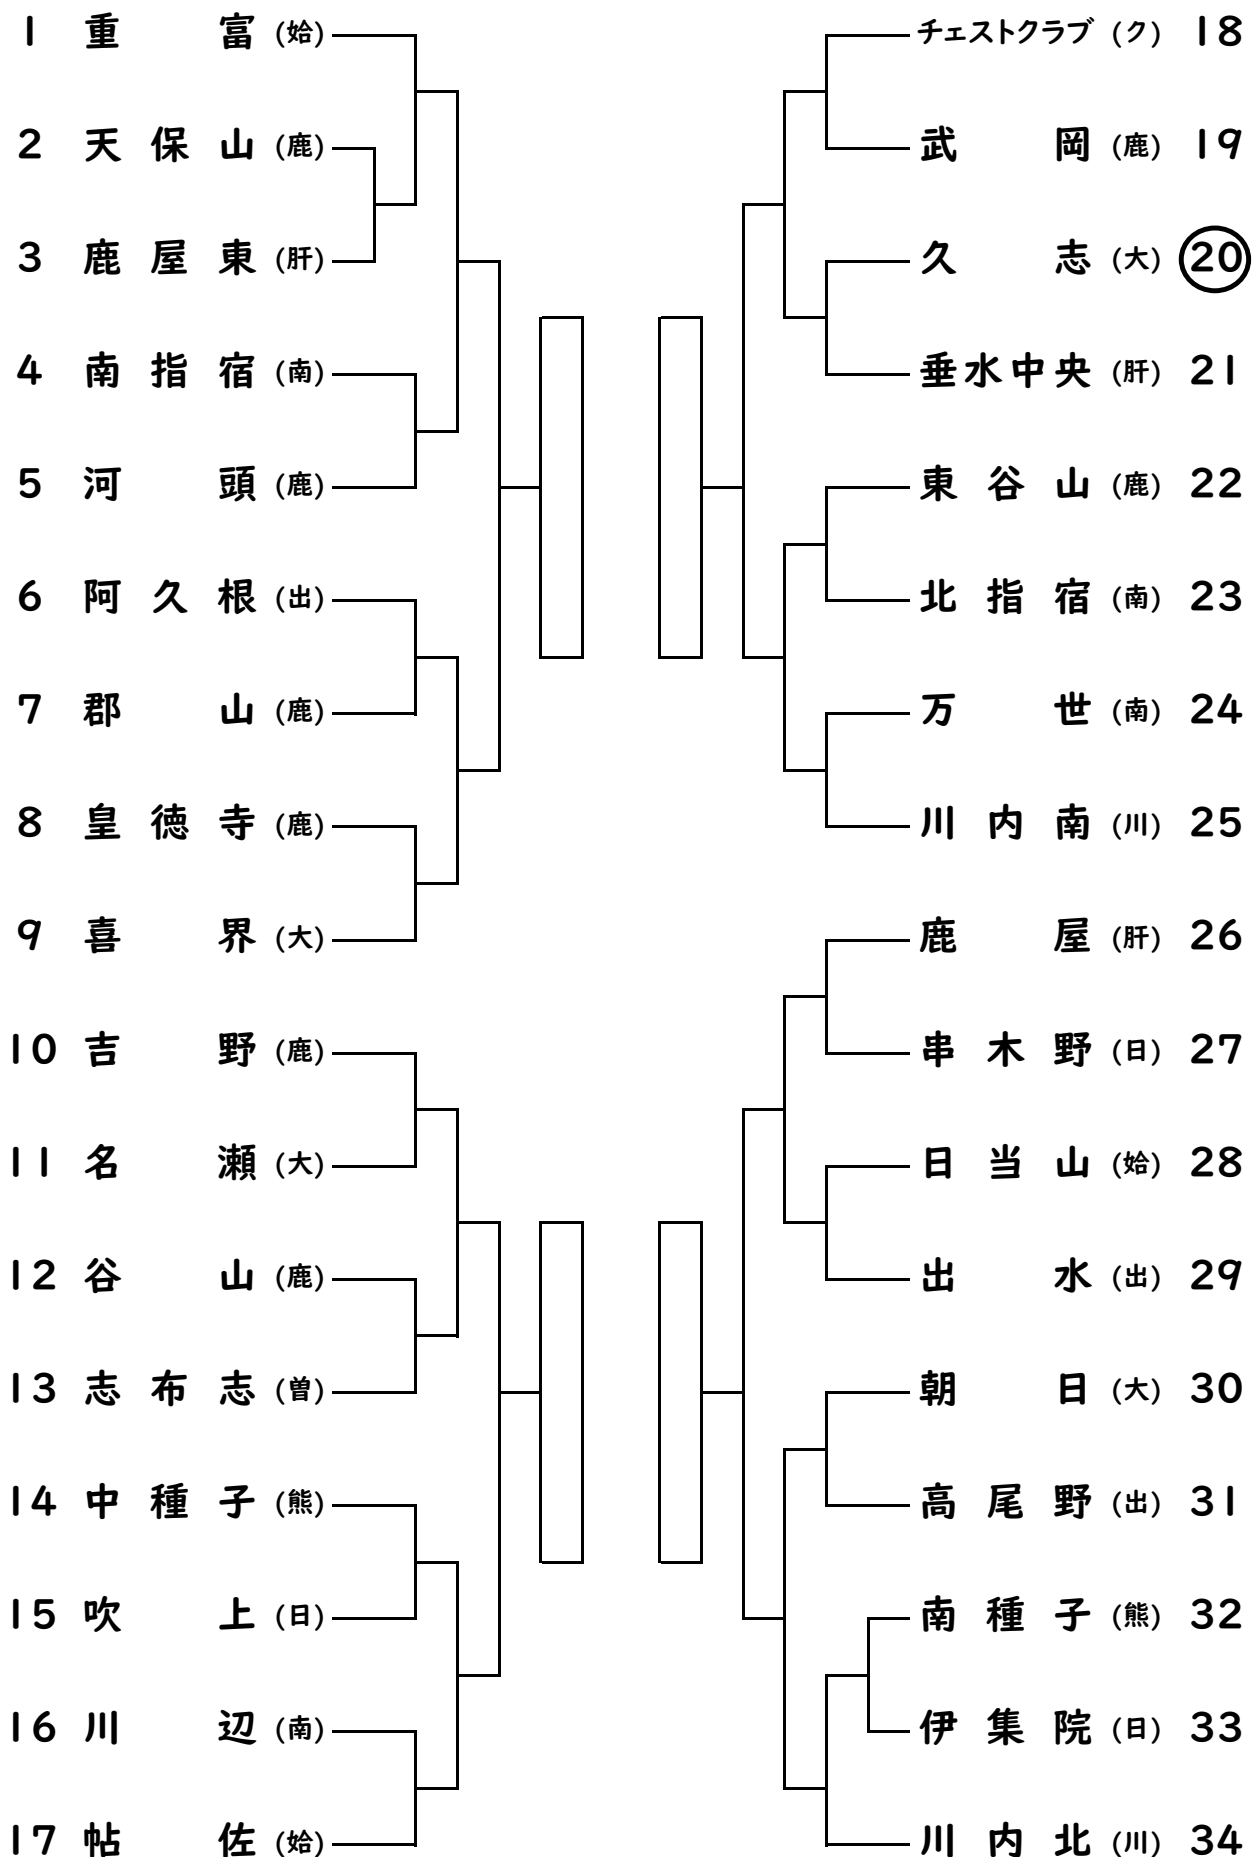 1 重富 (姶)
2 天保山 (鹿)
3 鹿屋東 (肝)
4 南指宿 (南)
5 河頭 (鹿)
6 阿久根 (出)
7 郡山 (鹿)
8 皇徳寺 (鹿)
9 喜界 (大)
10 吉野 (鹿)
11 名瀬 (大)
12 谷山 (鹿)
13 志布志 (曽)
14 中種子 (熊)
15 吹上 (日)
16 川辺 (南)
17 帖佐 (姶)
チェストクラブ (ク) 18
武岡 (鹿) 19
久志 (大) 20
垂水中央 (肝) 21
東谷山 (鹿) 22
北指宿 (南) 23
万世 (南) 24
川内南 (川) 25
鹿屋 (肝) 26
串木野 (日) 27
日当山 (姶) 28
出水 (出) 29
朝日 (大) 30
高尾野 (出) 31
南種子 (熊) 32
伊集院 (日) 33
川内北 (川) 34